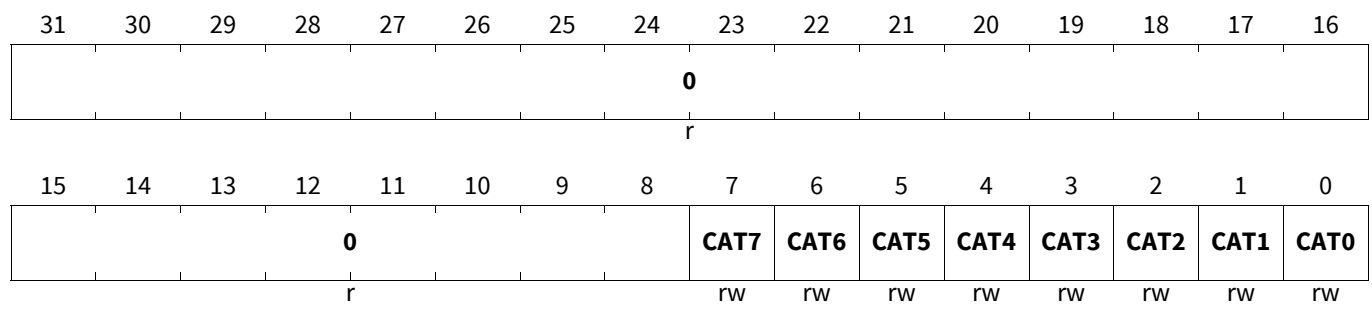 31 30 29 28 27 26 25 24 23 22 21 20 19 18 17 16
0
r
15 14 13 12 11 10 9 8 7 6 5 4 3 2 1 0
0 CAT7 CAT6 CAT5 CAT4 CAT3 CAT2 CAT1 CAT0
r rw rw rw rw rw rw rw rw